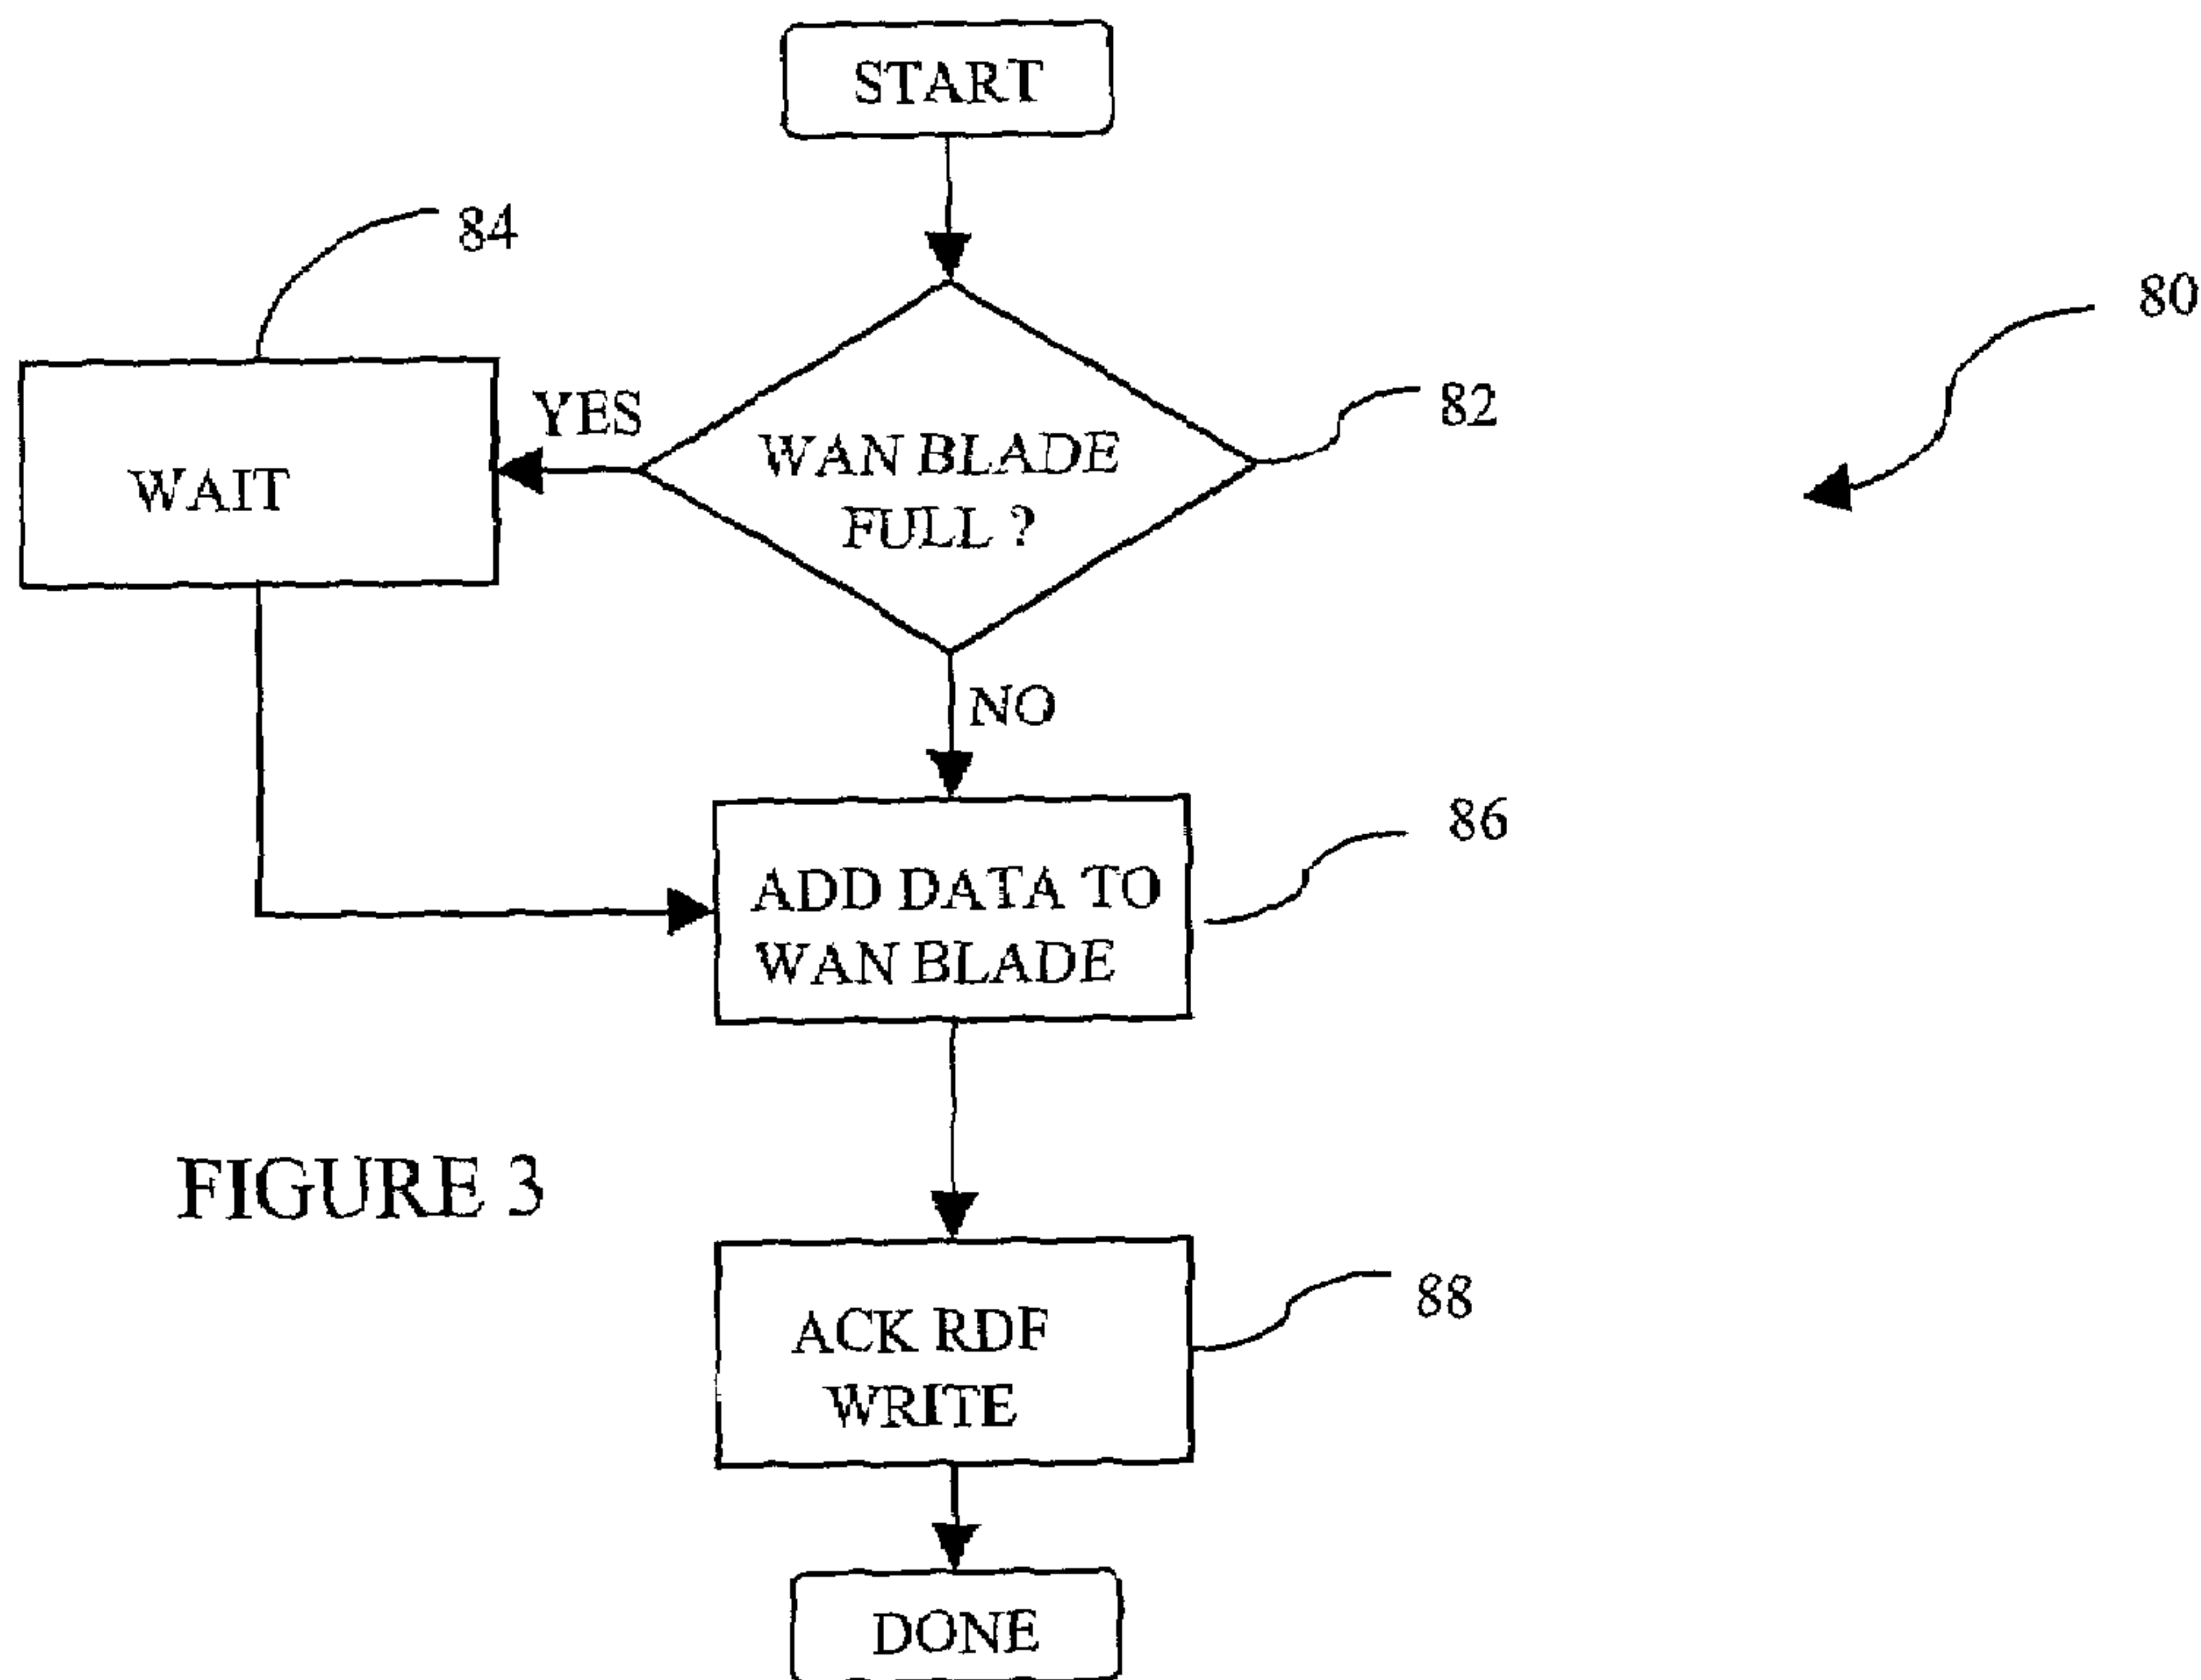 START
84
80
YES
82
WAN BLADE
FULL ?
WAIT
NO
86
ADD DATA TO
WAN BLADE
FIGURE 3
88
ACK RDF
WRITE
DONE